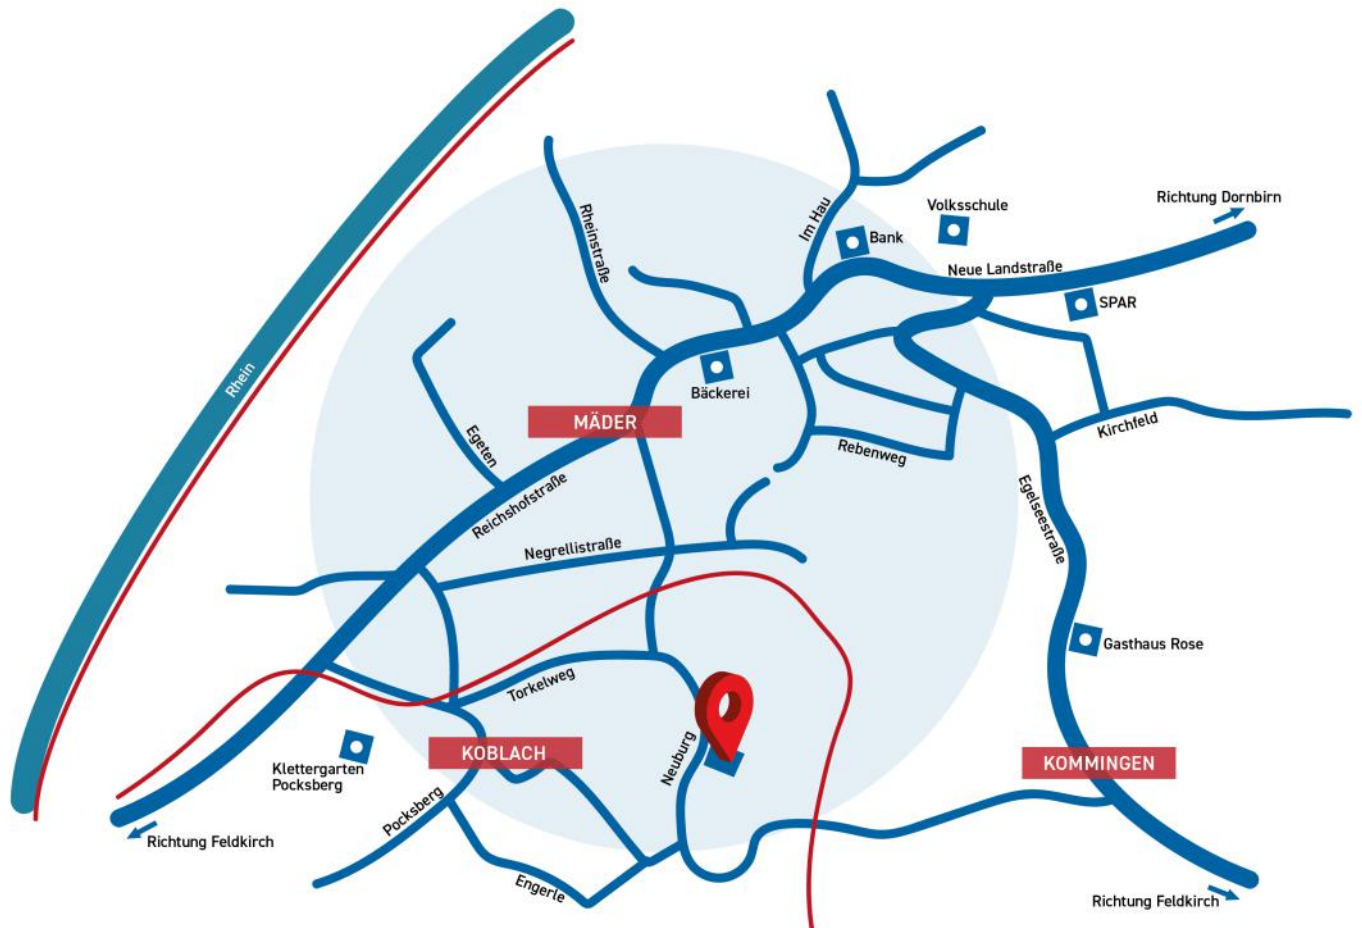 Richtung Dornbirn
Volksschule
Im Hau
Bank
Rheinstraße
Neue Landstraße
SPAR
Rhein
Bäckerei
MÄDER
Kirchfeld
Egeten
Rebenweg
Reichshofstraße
Egelseestraße
Negrellistraße
Gasthaus Rose
Torkelweg
Neuburg
KOBLACH
KOMMINGEN
Klettergarten
Pocksberg
Pocksberg
Richtung Feldkirch
Engerle
Richtung Feldkirch